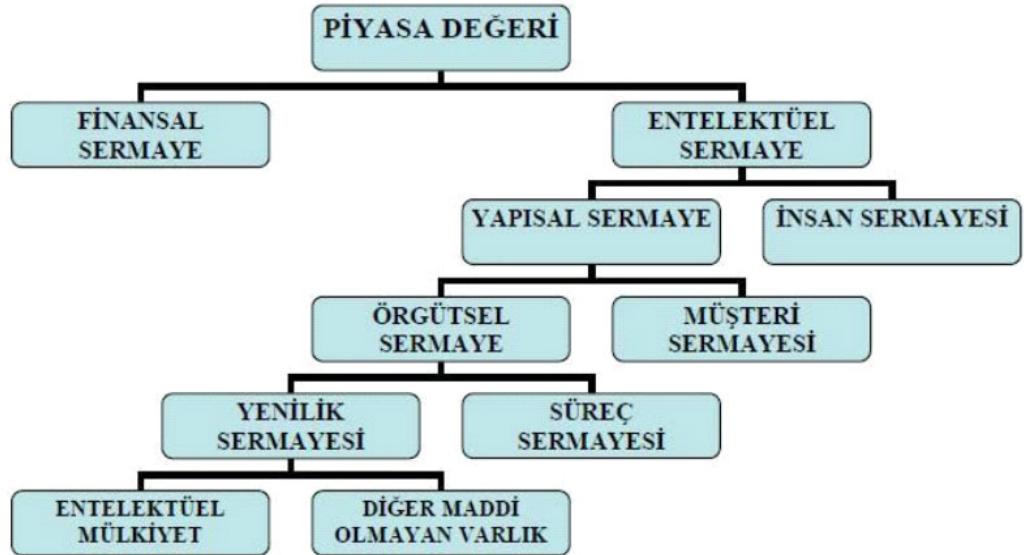 PİYASA DEĞERİ
FİNANSAL
SERMAYE
ENTELEKTÜEL
SERMAYE
YAPISAL SERMAYE
İNSAN SERMAYESİ
ÖRGÜTSEL
SERMAYE
MÜŞTERİ
SERMAYESİ
YENİLİK
SERMAYESİ
SÜREÇ
SERMAYESİ
ENTELEKTÜEL
MÜLKİYET
DİĞER MADDİ
OLMAYAN VARLIK